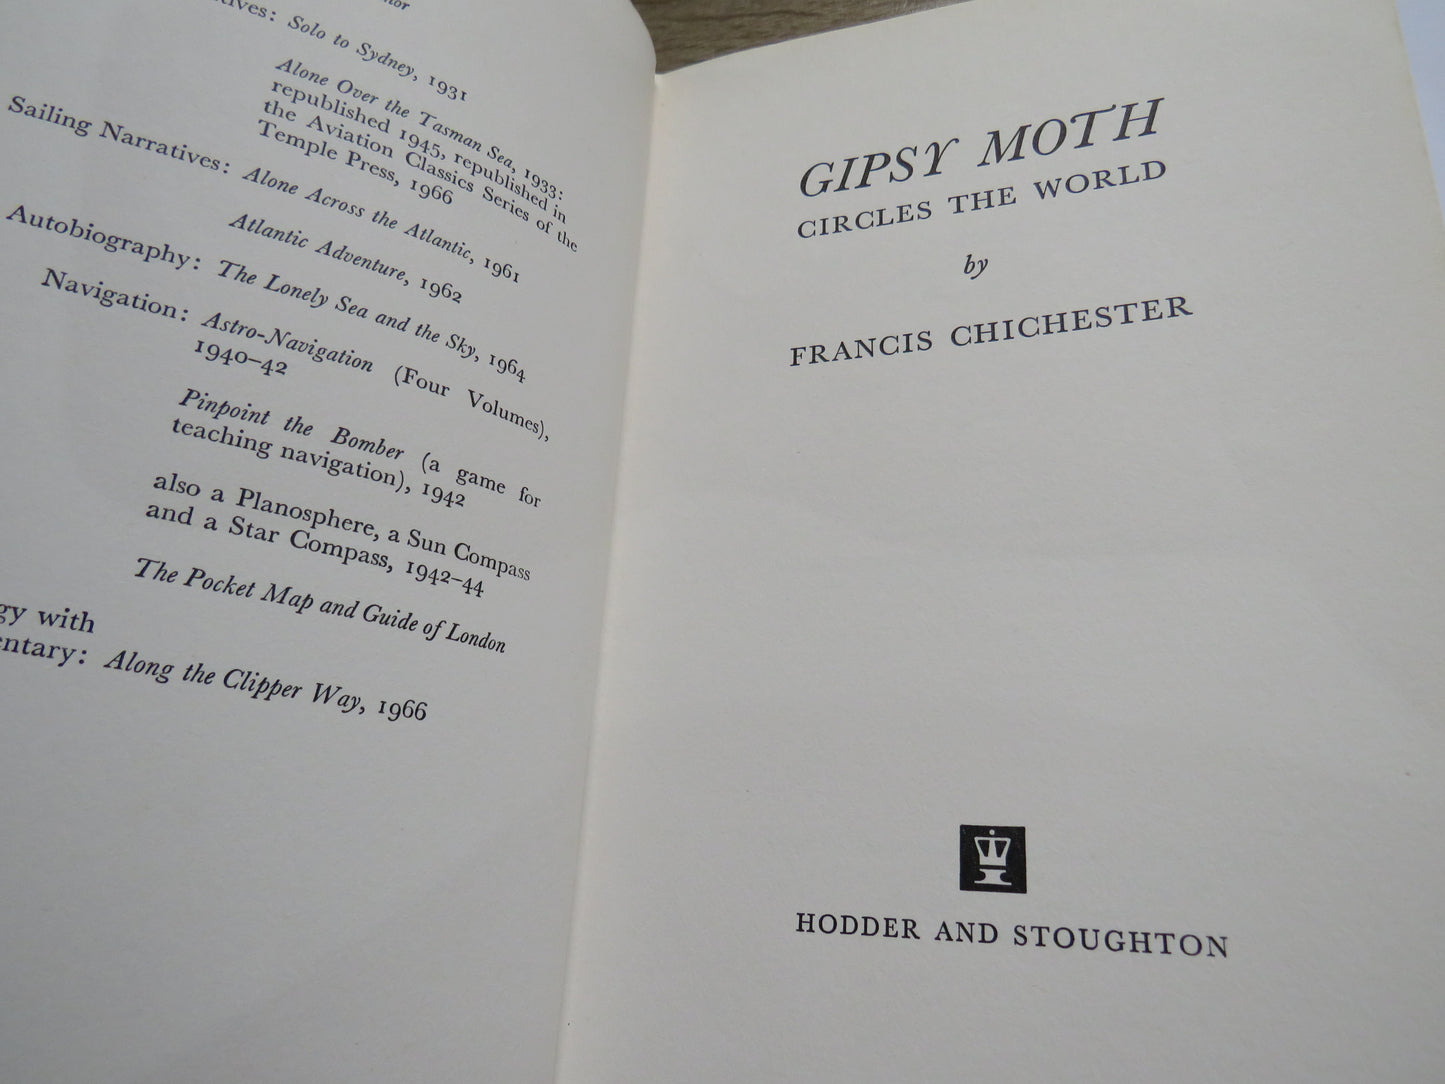 Solo to Sydney, 1931
Alone Over the Tasman Sea, 1933:
republished 1945, republished in
the Aviation Classics Series of the
Temple Press, 1966
Sailing Narratives: Alone Across the Atlantic, 1961
Atlantic Adventure, 1962
Autobiography: The Lonely Sea and the Sky, 1964
Navigation: Astro-Navigation (Four Volumes),
1940–42
Pinpoint the Bomber (a game for
teaching navigation), 1942
also a Planosphere, a Sun Compass
and a Star Compass, 1942–44
The Pocket Map and Guide of London
with
Along the Clipper Way, 1966
GIPSY MOTH
CIRCLES THE WORLD
by
FRANCIS CHICHESTER
HODDER AND STOUGHTON